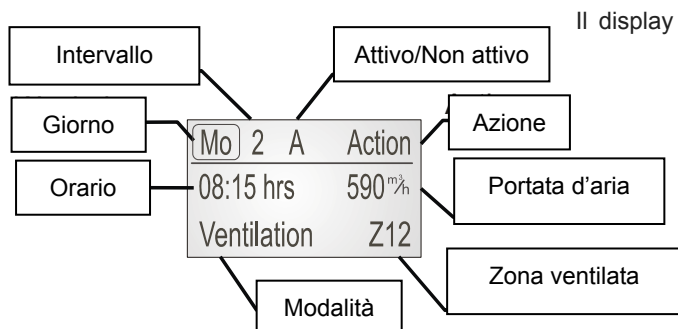 Il display
Intervallo
Attivo/Non attivo
Giorno
Azione
Mo 2 A Action
Orario
08:15 hrs 590 m³/h
Portata d’aria
Ventilation Z12
Zona ventilata
Modalità